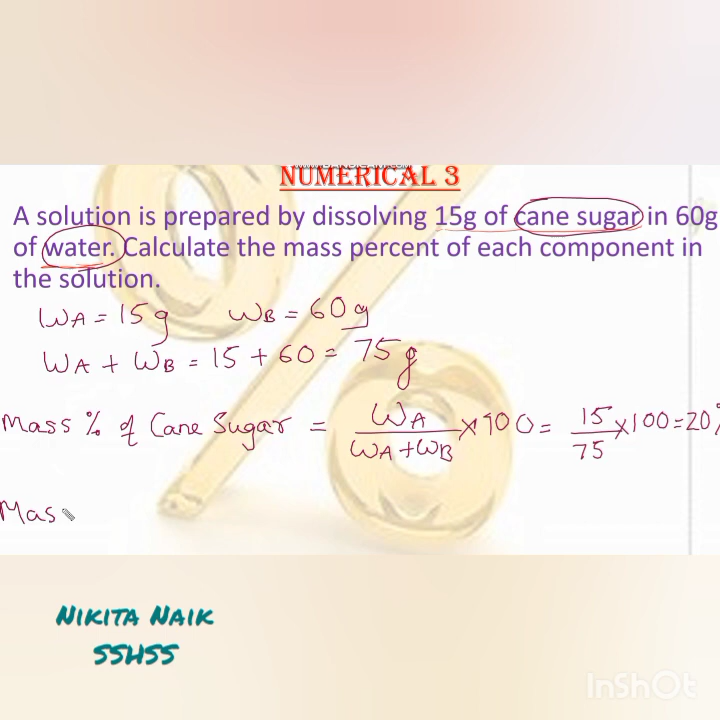 NUMERICAL 3
A solution is prepared by dissolving 15g of cane sugar in 60g
of water. Calculate the mass percent of each component in
the solution.
WA = 15g WB = 60g
WA + WB = 15 + 60 = 75g
Mass % of Cane Sugar = WA / WA + WB × 100 = 15 / 75 × 100 = 20%
Mas
NIKITA NAIK
SSHSS
InShOt